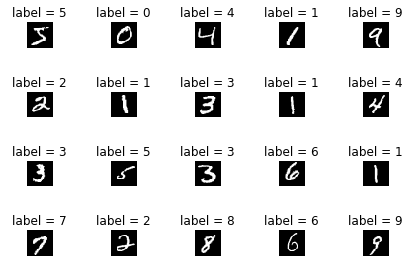 label = 5 label = 0 label = 4 label = 1 label = 9
5 0 4 1 9
label = 2 label = 1 label = 3 label = 1 label = 4
2 1 3 1 4
label = 3 label = 5 label = 3 label = 6 label = 1
3 5 3 6 1
label = 7 label = 2 label = 8 label = 6 label = 9
7 2 8 6 9